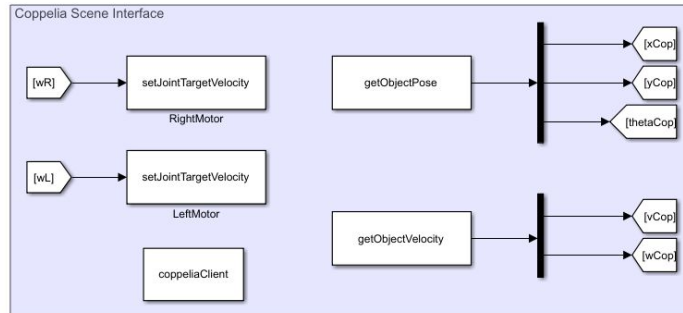 Coppelia Scene Interface
[wR]
setJointTargetVelocity
RightMotor
[wL]
setJointTargetVelocity
LeftMotor
coppeliaClient
getObjectPose
[xCop]
[yCop]
[thetaCop]
getObjectVelocity
[vCop]
[wCop]